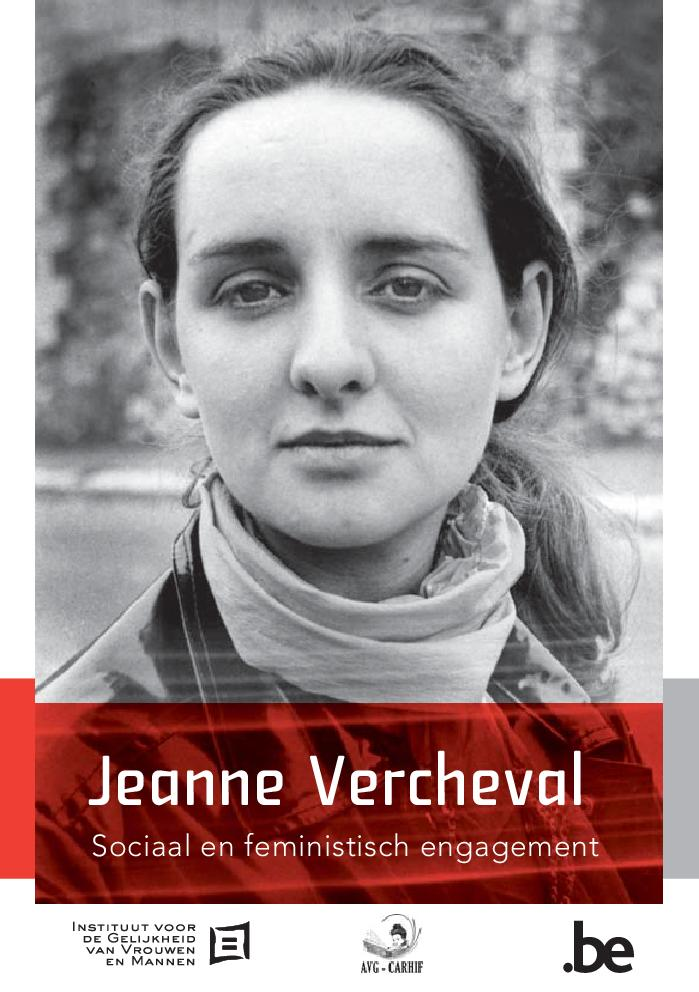 Jeanne Vercheval
Sociaal en feministisch engagement
INSTITUUT VOOR
DE GELIJKHEID
VAN VROUWEN
EN MANNEN
AVG - CARHIF
.be